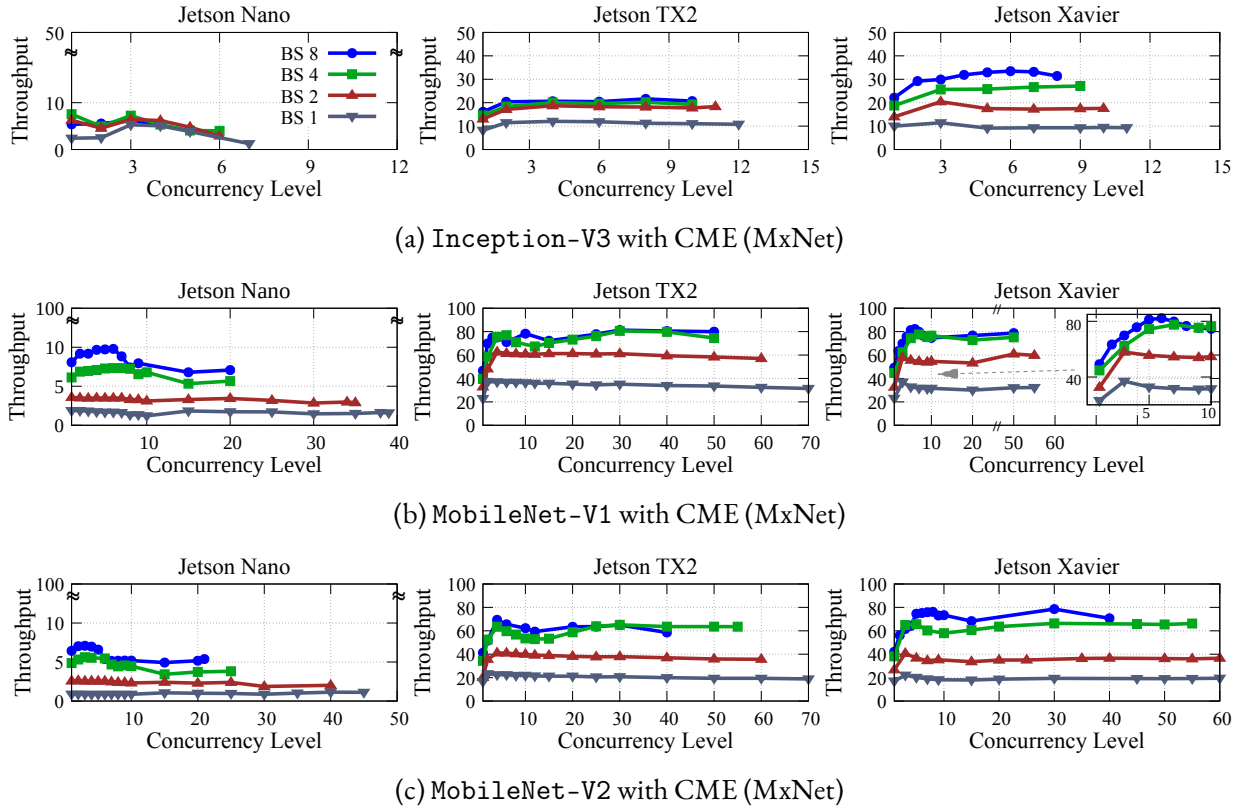 Jetson Nano Jetson TX2 Jetson Xavier
50 50 50
BS 8 40 40
BS 4 30 30
10 BS 2 20 20
BS 1 10 10
0 0 0
Throughput Throughput Throughput
3 6 9 12 3 6 9 12 15 3 6 9 12 15
Concurrency Level Concurrency Level Concurrency Level
(a) Inception-V3 with CME (MxNet)
Jetson Nano Jetson TX2 Jetson Xavier
100 100 100
80 80 80
10 60 60 40
5 40 40 5 10
20 20
0 0 0
Throughput Throughput Throughput
10 20 30 40 10 20 30 40 50 60 70 10 20 50 60
Concurrency Level Concurrency Level Concurrency Level
(b) MobileNet-V1 with CME (MxNet)
Jetson Nano Jetson TX2 Jetson Xavier
100 100 100
80 80
10 60 60
5 40 40
20 20
0 0 0
Throughput Throughput Throughput
10 20 30 40 50 10 20 30 40 50 60 70 10 20 30 40 50 60
Concurrency Level Concurrency Level Concurrency Level
(c) MobileNet-V2 with CME (MxNet)